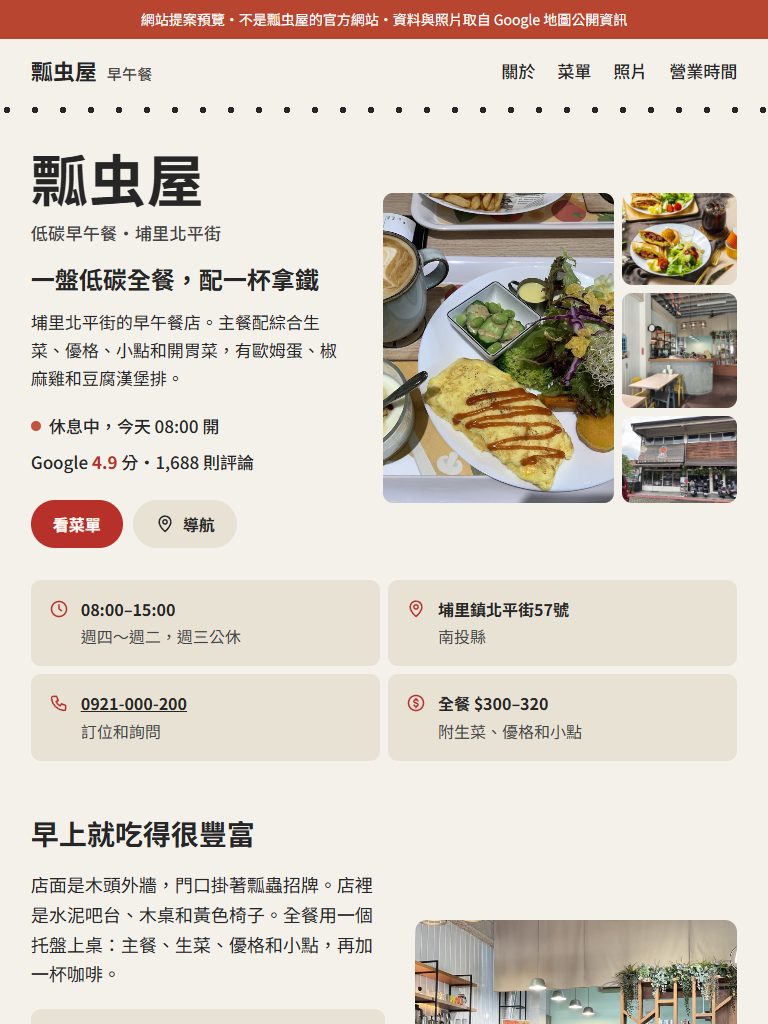 網站提案預覽・不是瓢虫屋的官方網站・資料與照片取自 Google 地圖公開資訊
瓢虫屋 早午餐
關於 菜單 照片 營業時間
瓢虫屋
低碳早午餐・埔里北平街
一盤低碳全餐，配一杯拿鐵
埔里北平街的早午餐店。主餐配綜合生
菜、優格、小點和開胃菜，有歐姆蛋、椒
麻雞和豆腐漢堡排。
休息中，今天 08:00 開
Google 4.9 分・1,688 則評論
看菜單
導航
08:00–15:00
週四～週二，週三公休
埔里鎮北平街57號
南投縣
0921-000-200
訂位和詢問
全餐 $300–320
附生菜、優格和小點
早上就吃得很豐富
店面是木頭外牆，門口掛著瓢蟲招牌。店裡
是水泥吧台、木桌和黃色椅子。全餐用一個
托盤上桌：主餐、生菜、優格和小點，再加
一杯咖啡。